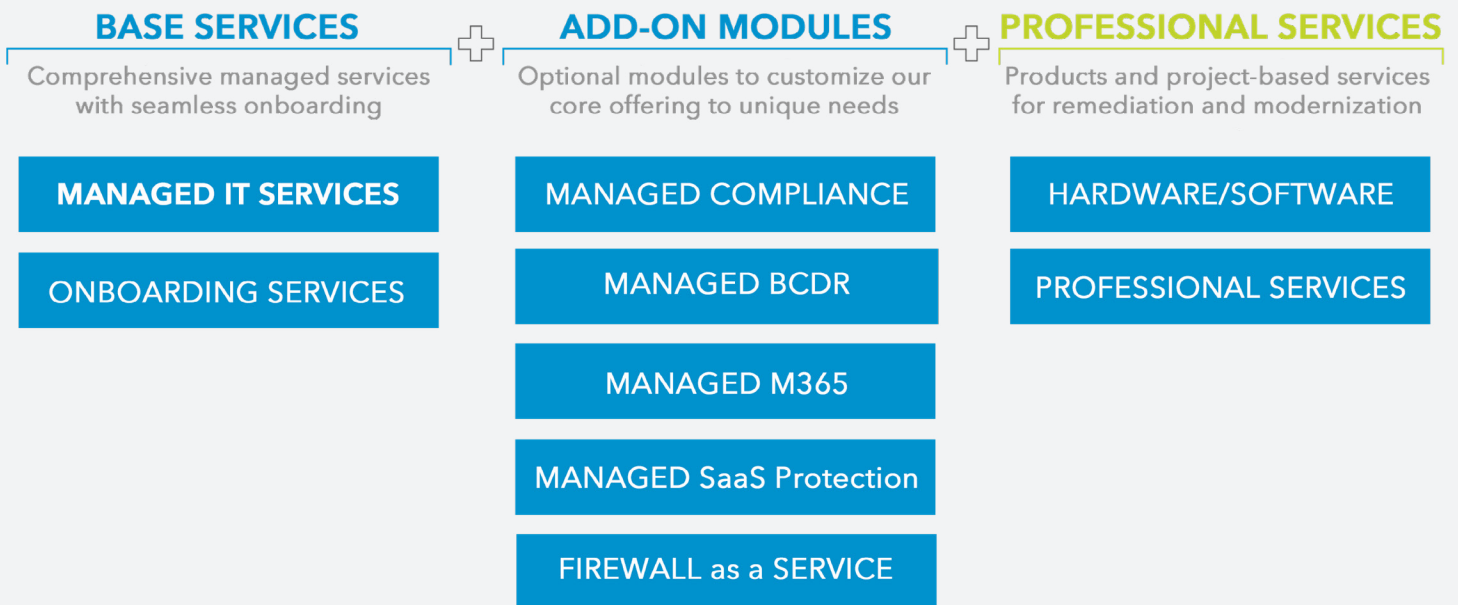 BASE SERVICES
Comprehensive managed services
with seamless onboarding
MANAGED IT SERVICES
ONBOARDING SERVICES
ADD-ON MODULES
Optional modules to customize our
core offering to unique needs
MANAGED COMPLIANCE
MANAGED BCDR
MANAGED M365
MANAGED SaaS Protection
FIREWALL as a SERVICE
PROFESSIONAL SERVICES
Products and project-based services
for remediation and modernization
HARDWARE/SOFTWARE
PROFESSIONAL SERVICES